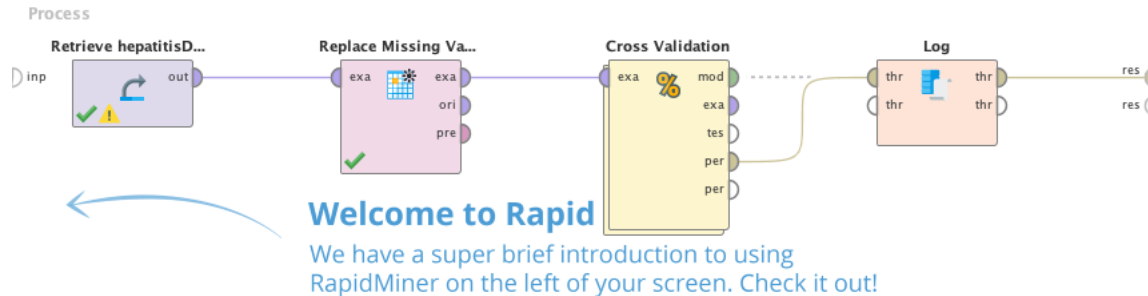 Process
Retrieve hepatitisD...
Replace Missing Va...
Cross Validation
Log
inp
out
exa
exa
exa
mod
thr
thr
res
ori
exa
thr
thr
res
pre
tes
per
per
Welcome to Rapid
We have a super brief introduction to using
RapidMiner on the left of your screen. Check it out!